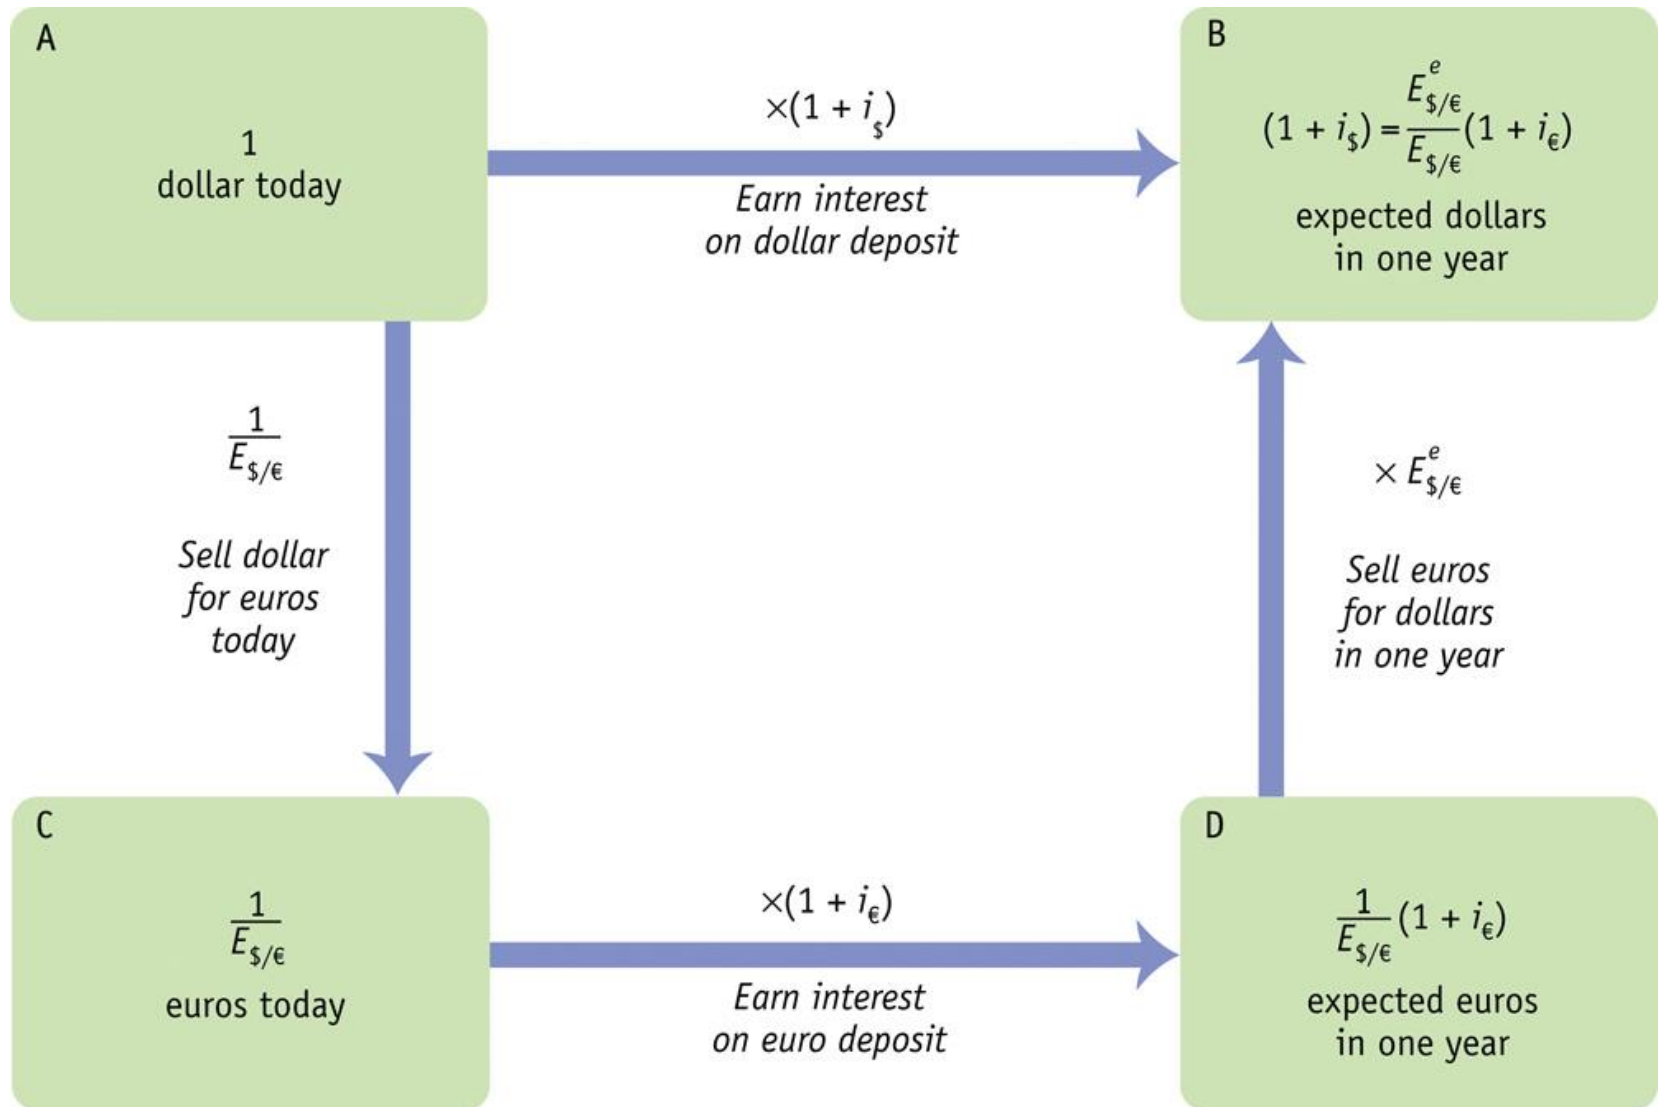 A
1
dollar today
×(1 + i$)
Earn interest
on dollar deposit
B
(1 + i$) = E^e$/€ / E$/€ (1 + i€)
expected dollars
in one year
1 / E$/€
Sell dollar
for euros
today
× E^e$/€
Sell euros
for dollars
in one year
C
1 / E$/€
euros today
×(1 + i€)
Earn interest
on euro deposit
D
1 / E$/€ (1 + i€)
expected euros
in one year